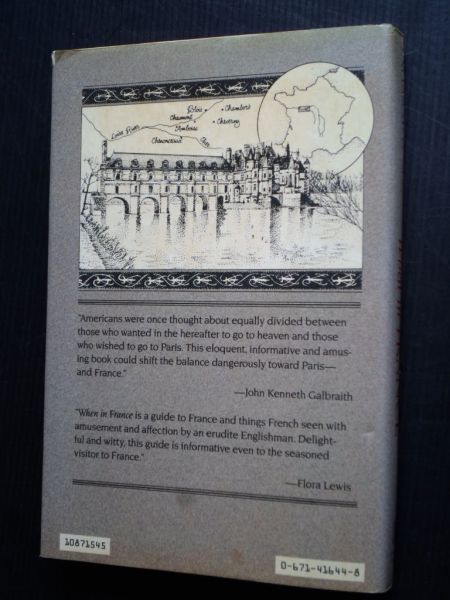 Blois
Chambord
Chaumont
Cheverny
Amboise
Loire River
Chenonceau
"Americans were once thought about equally divided between
those who wanted in the hereafter to go to heaven and those
who wished to go to Paris. This eloquent, informative and amus-
ing book could shift the balance dangerously toward Paris—
and France."
—John Kenneth Galbraith
"When in France is a guide to France and things French seen with
amusement and affection by an erudite Englishman. Delight-
ful and witty, this guide is informative even to the seasoned
visitor to France."
—Flora Lewis
10871545
0-671-41644-8